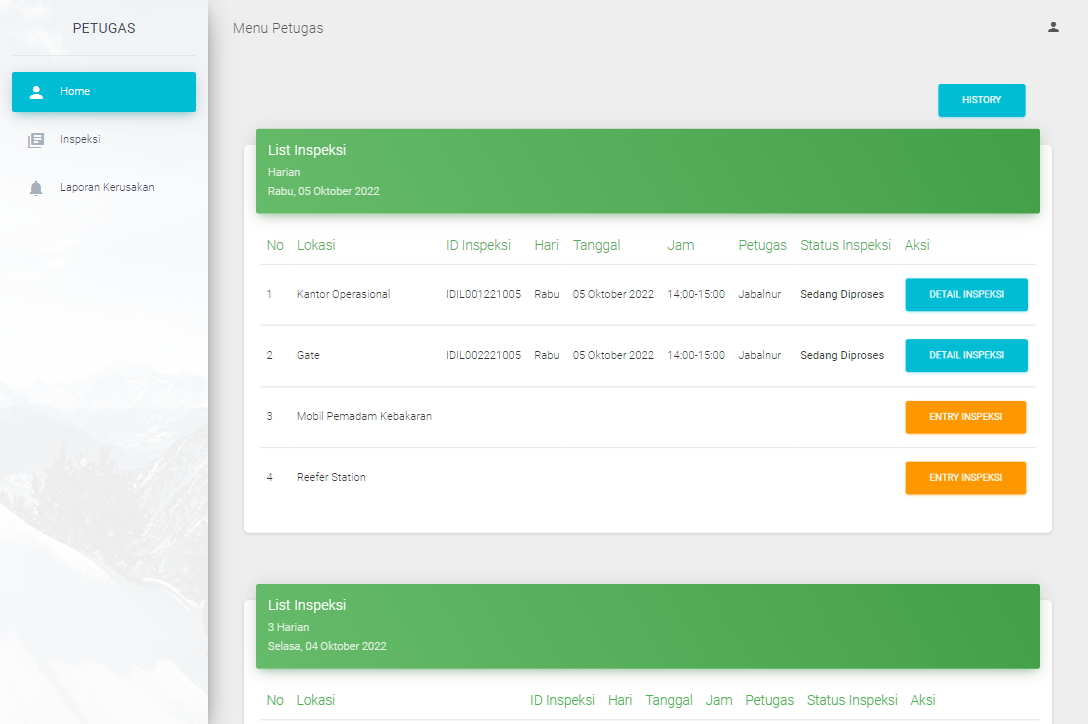 PETUGAS
Menu Petugas
Home
Inspeksi
Laporan Kerusakan
HISTORY
List Inspeksi
Harian
Rabu, 05 Oktober 2022
No Lokasi ID Inspeksi Hari Tanggal Jam Petugas Status Inspeksi Aksi
1 Kantor Operasional IDIL001221005 Rabu 05 Oktober 2022 14:00-15:00 Jabalnur Sedang Diproses DETAIL INSPEKSI
2 Gate IDIL002221005 Rabu 05 Oktober 2022 14:00-15:00 Jabalnur Sedang Diproses DETAIL INSPEKSI
3 Mobil Pemadam Kebakaran ENTRY INSPEKSI
4 Reefer Station ENTRY INSPEKSI
List Inspeksi
3 Harian
Selasa, 04 Oktober 2022
No Lokasi ID Inspeksi Hari Tanggal Jam Petugas Status Inspeksi Aksi